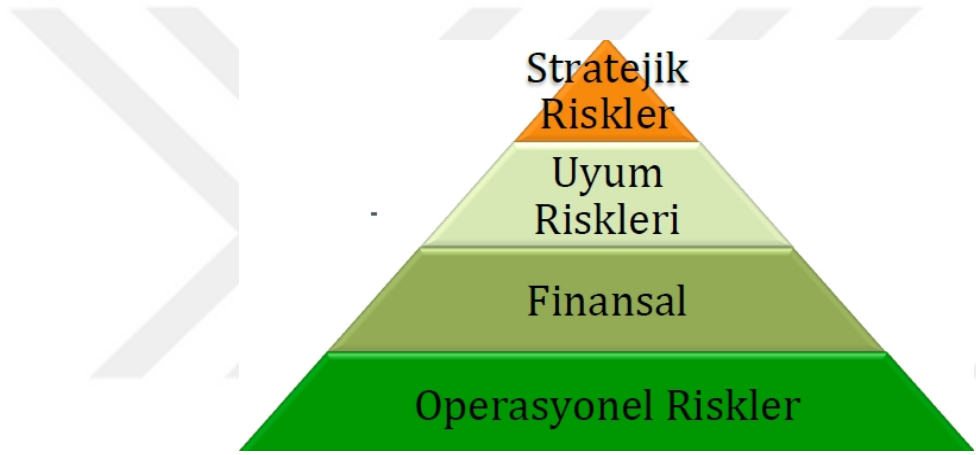 Stratejik
Riskler
Uyum
Riskleri
-
Finansal
Operasyonel Riskler